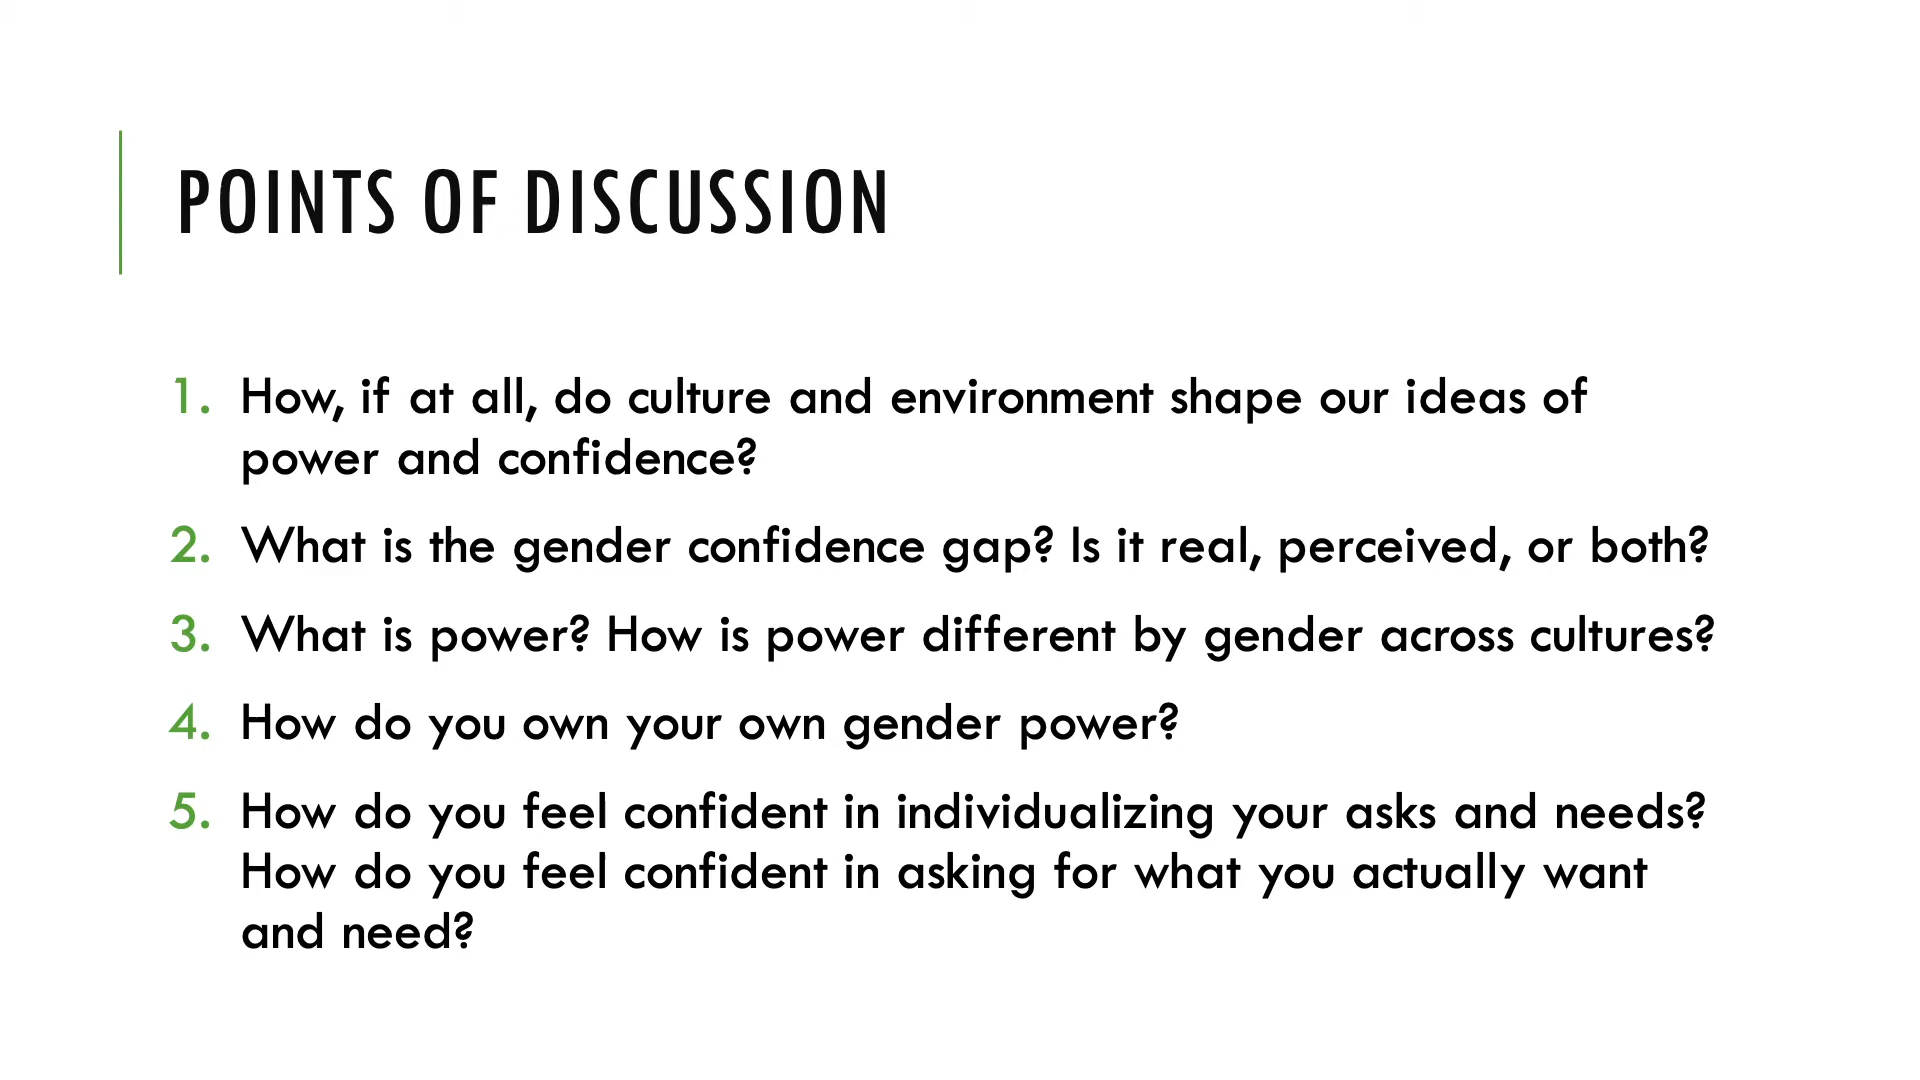 POINTS OF DISCUSSION
1. How, if at all, do culture and environment shape our ideas of
power and confidence?
2. What is the gender confidence gap? Is it real, perceived, or both?
3. What is power? How is power different by gender across cultures?
4. How do you own your own gender power?
5. How do you feel confident in individualizing your asks and needs?
How do you feel confident in asking for what you actually want
and need?